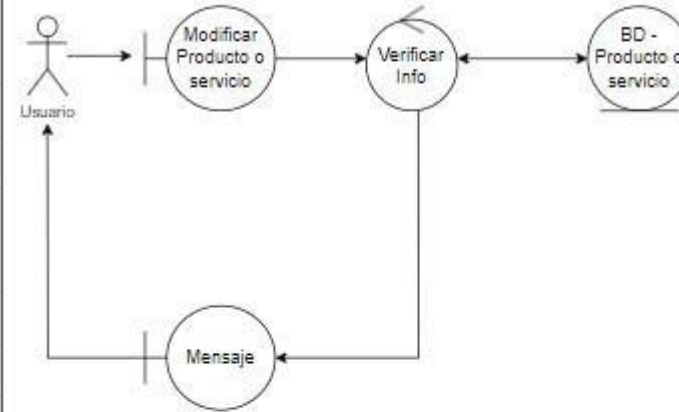 Usuario
Modificar
Producto o
servicio
Verificar
Info
BD -
Producto o
servicio
Mensaje